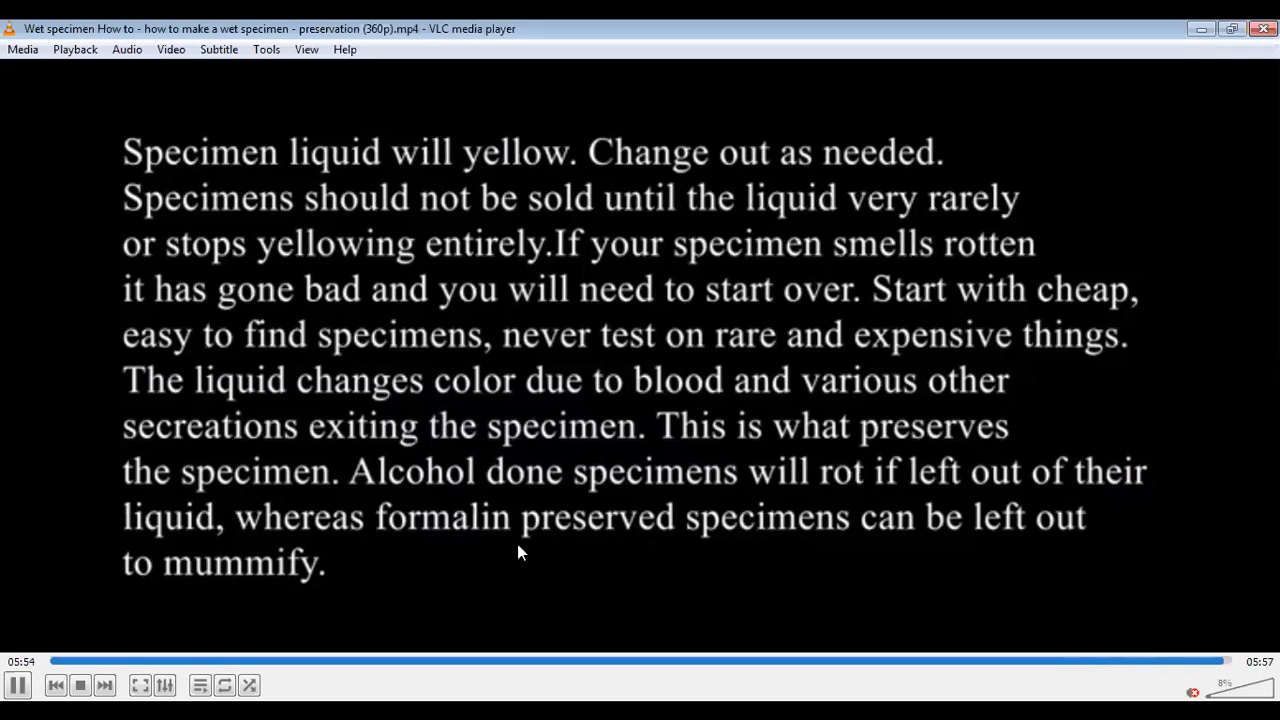 Wet specimen How to - how to make a wet specimen - preservation (360p).mp4 - VLC media player
Media Playback Audio Video Subtitle Tools View Help
Specimen liquid will yellow. Change out as needed.
Specimens should not be sold until the liquid very rarely
or stops yellowing entirely.If your specimen smells rotten
it has gone bad and you will need to start over. Start with cheap,
easy to find specimens, never test on rare and expensive things.
The liquid changes color due to blood and various other
secreations exiting the specimen. This is what preserves
the specimen. Alcohol done specimens will rot if left out of their
liquid, whereas formalin preserved specimens can be left out
to mummify.
05:54 05:57
8%